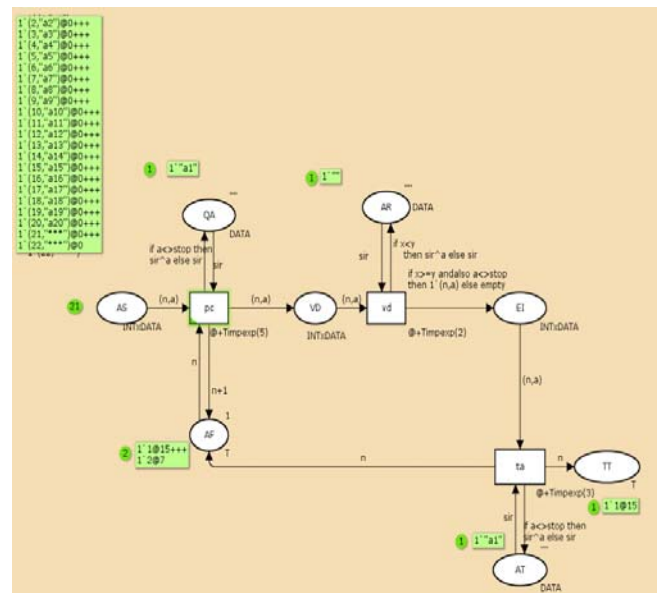 1`(2,"a2")@0+++
1`(3,"a3")@0+++
1`(4,"a4")@0+++
1`(5,"a5")@0+++
1`(6,"a6")@0+++
1`(7,"a7")@0+++
1`(8,"a8")@0+++
1`(9,"a9")@0+++
1`(10,"a10")@0+++
1`(11,"a11")@0+++
1`(12,"a12")@0+++
1`(13,"a13")@0+++
1`(14,"a14")@0+++
1`(15,"a15")@0+++
1`(16,"a16")@0+++
1`(17,"a17")@0+++
1`(18,"a18")@0+++
1`(19,"a19")@0+++
1`(20,"a20")@0+++
1`(21,"***")@0+++
1`(22,"***")@0
1 1`"a1"
""
QA
DATA
if a<>stop then
sir^a else sir
sir
1 1`""
""
AR
DATA
sir
if x<y
then sir^a else sir
if x>=y andalso a<>stop
then 1`(n,a) else empty
21
AS
INTxDATA
(n,a)
pc
@+Timpexp(5)
(n,a)
VD
INTxDATA
(n,a)
vd
@+Timpexp(2)
EI
INTxDATA
n
n+1
(n,a)
1
AF
T
2 1`1@15+++
1`2@7
n
ta
@+Timpexp(3)
n
TT
T
1 1`1@15
sir
if a<>stop then
sir^a else sir
1 1`"a1"
""
AT
DATA